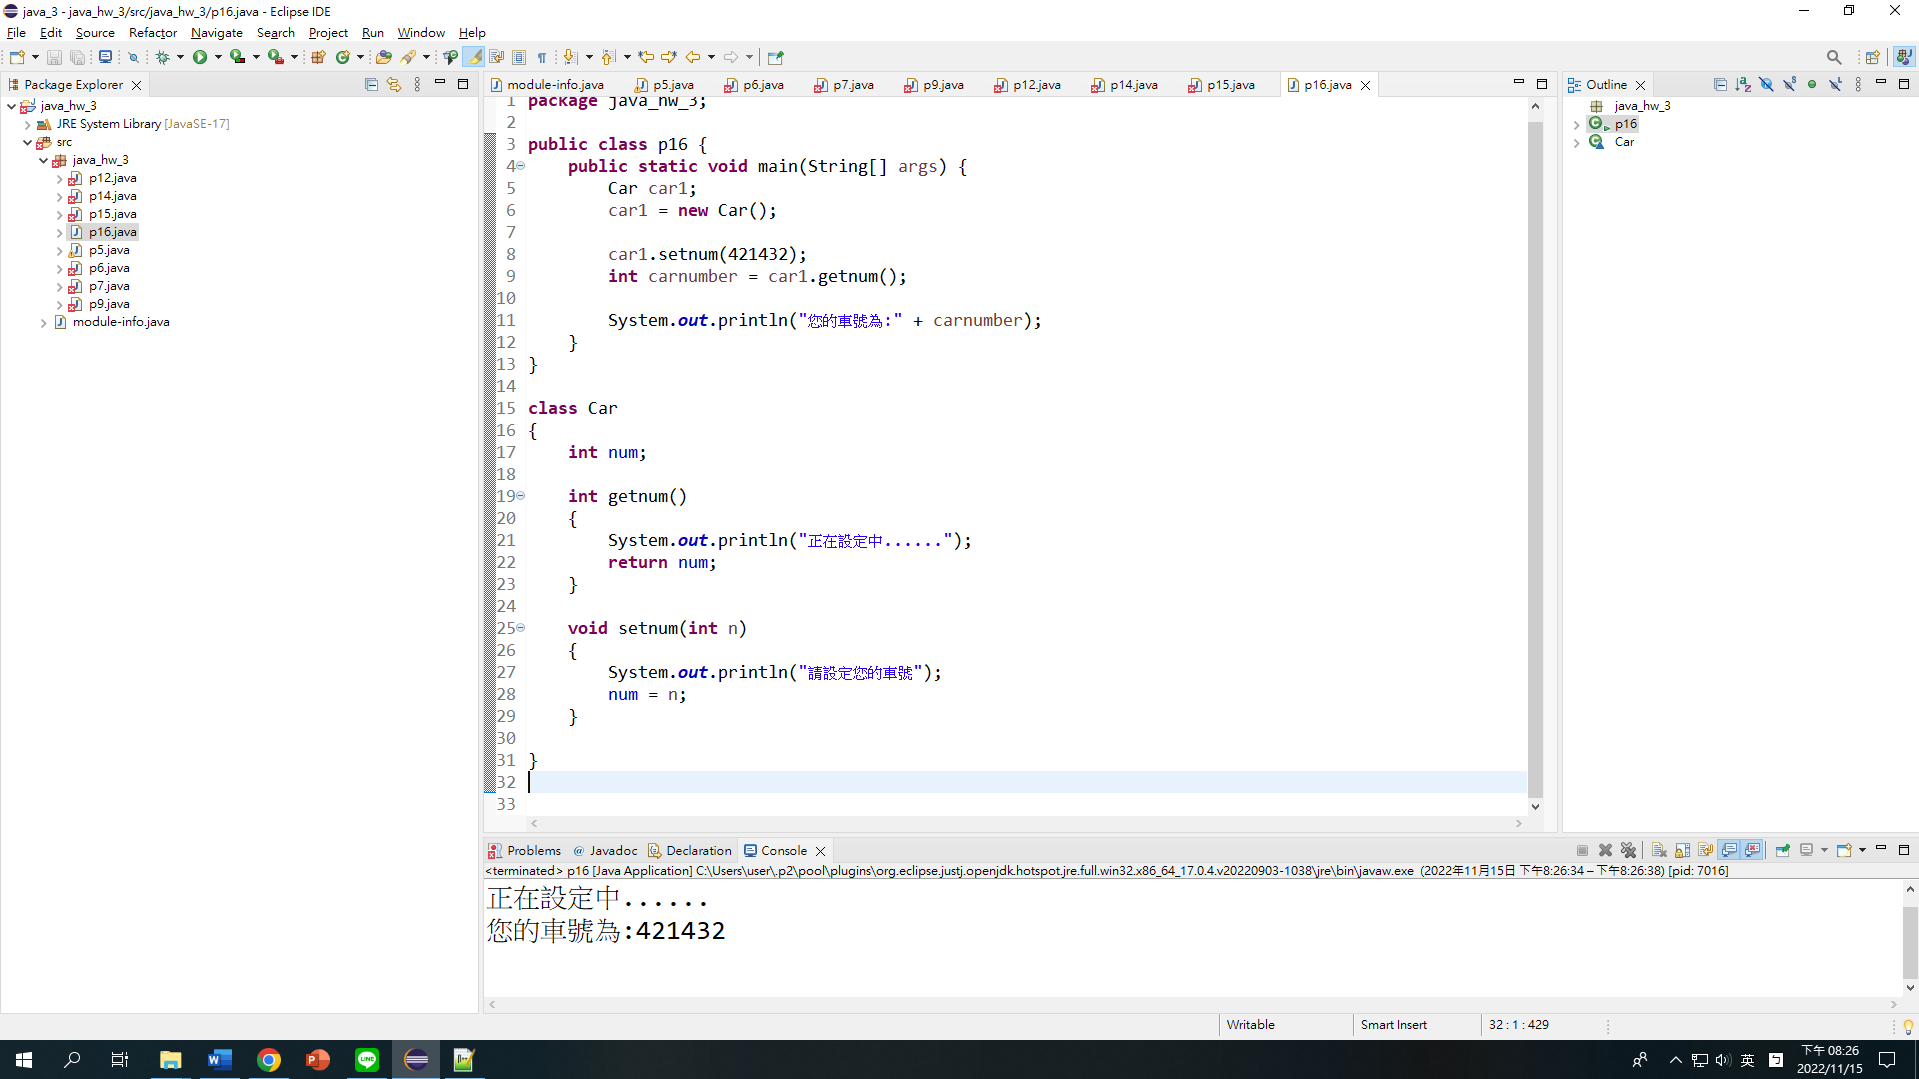 java_3 - java_hw_3/src/java_hw_3/p16.java - Eclipse IDE
File Edit Source Refactor Navigate Search Project Run Window Help
Package Explorer
java_hw_3
JRE System Library [JavaSE-17]
src
java_hw_3
p12.java
p14.java
p15.java
p16.java
p5.java
p6.java
p7.java
p9.java
module-info.java
module-info.java p5.java p6.java p7.java p9.java p12.java p14.java p15.java p16.java
1 package java_hw_3;
2
3 public class p16 {
4 public static void main(String[] args) {
5 Car car1;
6 car1 = new Car();
7
8 car1.setnum(421432);
9 int carnumber = car1.getnum();
10
11 System.out.println("您的車號為:" + carnumber);
12 }
13 }
14
15 class Car
16 {
17 int num;
18
19 int getnum()
20 {
21 System.out.println("正在設定中......");
22 return num;
23 }
24
25 void setnum(int n)
26 {
27 System.out.println("請設定您的車號");
28 num = n;
29 }
30
31 }
32
33
Outline
java_hw_3
p16
Car
Problems Javadoc Declaration Console
<terminated> p16 [Java Application] C:\Users\user\.p2\pool\plugins\org.eclipse.justj.openjdk.hotspot.jre.full.win32.x86_64_17.0.4.v20220903-1038\jre\bin\javaw.exe (2022年11月15日 下午8:26:34 – 下午8:26:38) [pid: 7016]
正在設定中......
您的車號為:421432
Writable Smart Insert 32 : 1 : 429
英
下午 08:26
2022/11/15